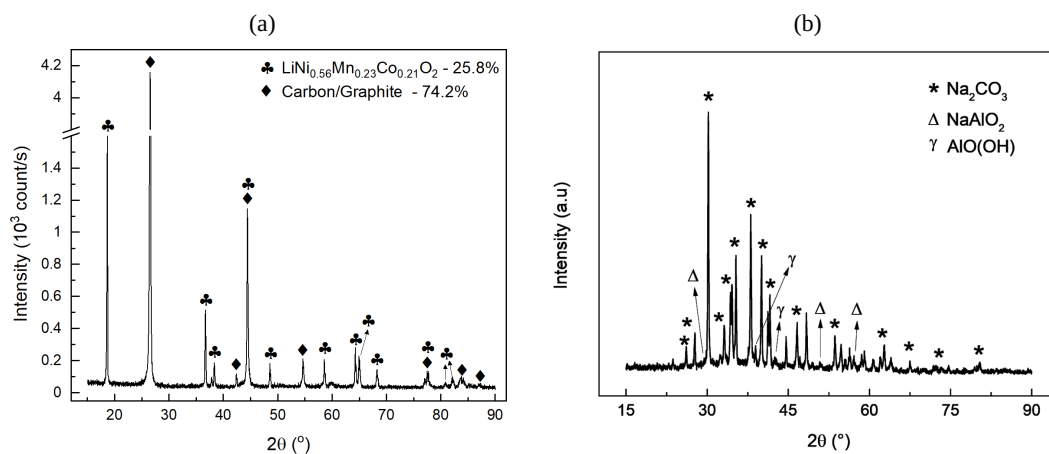 (a)
4.2
4
1.4
1.2
1.0
0.8
0.6
0.4
0.2
0
Intensity (10³ count/s)
♣ LiNi₀.₅₆Mn₀.₂₃Co₀.₂₁O₂ - 25.8%
♦ Carbon/Graphite - 74.2%
20 30 40 50 60 70 80 90
2θ (°)
(b)
Intensity (a.u)
* Na₂CO₃
Δ NaAlO₂
γ AlO(OH)
Δ
γ
γ
Δ
Δ
15 30 45 60 75 90
2θ (°)